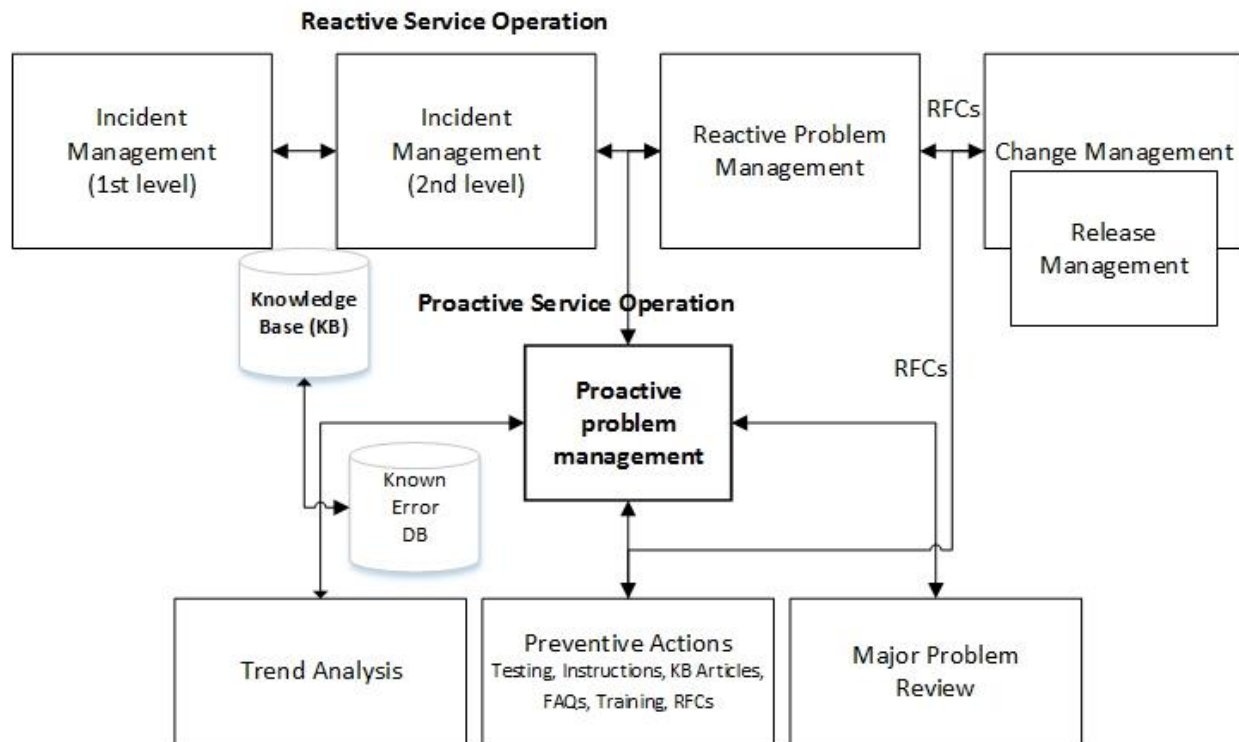 Reactive Service Operation
Incident
Management
(1st level)
Incident
Management
(2nd level)
Reactive Problem
Management
RFCs
Change Management
Release
Management
Knowledge
Base (KB)
Proactive Service Operation
RFCs
Proactive
problem
management
Known
Error
DB
Trend Analysis
Preventive Actions
Testing, Instructions, KB Articles,
FAQs, Training, RFCs
Major Problem
Review